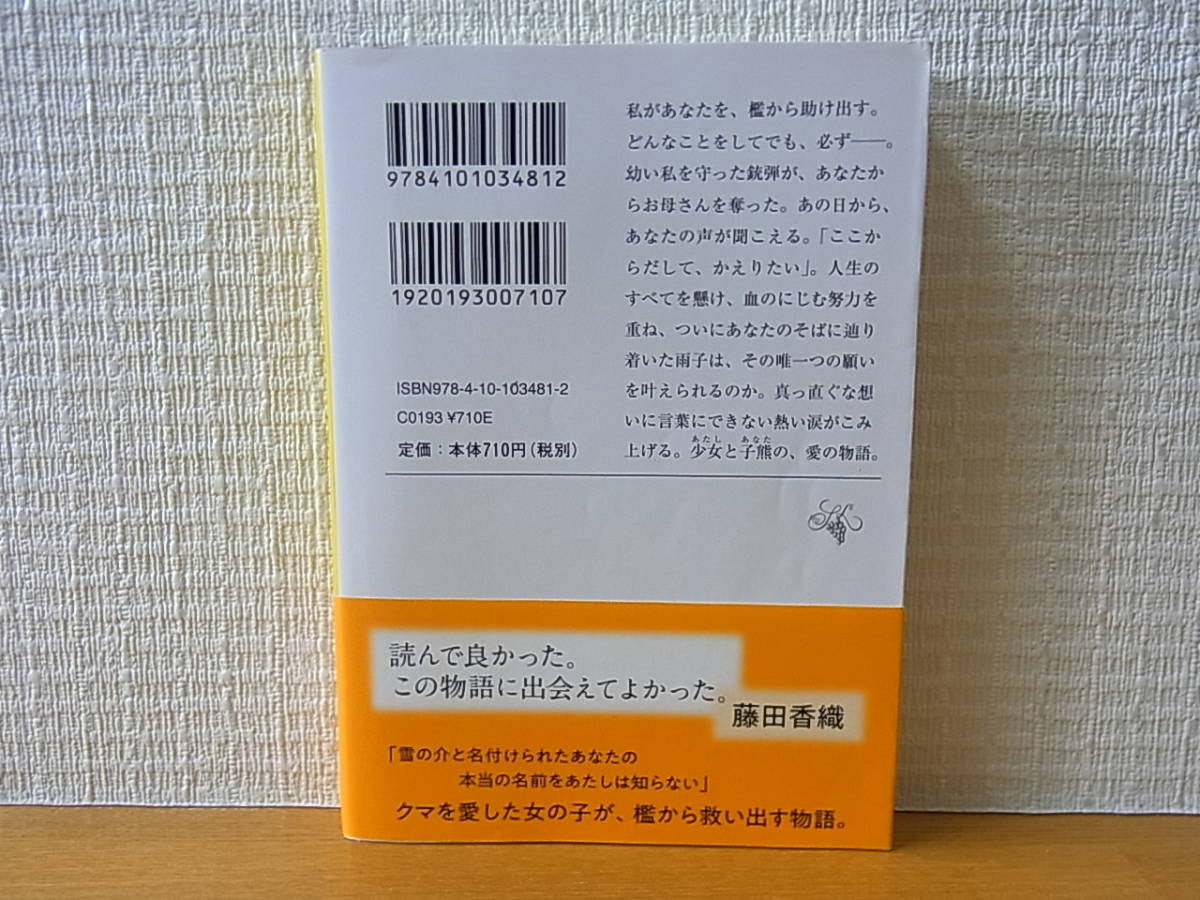 9784101034812
1920193007107
ISBN978-4-10-103481-2
C0193 ¥710E
定価:本体710円(税別)
私があなたを、檻から助け出す。
どんなことをしてでも、必ず――。
幼い私を守った銃弾が、あなたか
らお母さんを奪った。あの日から、
あなたの声が聞こえる。「ここか
らだして、かえりたい」。人生の
すべてを懸け、血のにじむ努力を
重ね、ついにあなたのそばに辿り
着いた雨子は、その唯一つの願い
を叶えられるのか。真っ直ぐな想
いに言葉にできない熱い涙がこみ
あたし あなた
上げる。少女と子熊の、愛の物語。
読んで良かった。
この物語に出会えてよかった。
藤田香織
「雪の介と名付けられたあなたの
本当の名前をあたしは知らない」
クマを愛した女の子が、檻から救い出す物語。